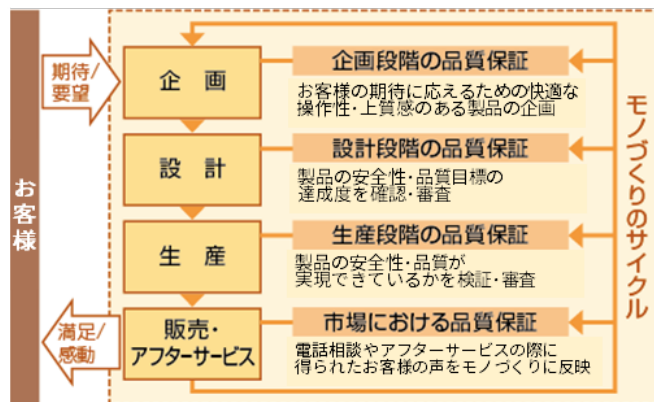 お客様
期待/
要望
企画
企画段階の品質保証
お客様の期待に応えるための快適な
操作性・上質感のある製品の企画
設計
設計段階の品質保証
製品の安全性・品質目標の
達成度を確認・審査
生産
生産段階の品質保証
製品の安全性・品質が
実現できているかを検証・審査
満足/
感動
販売・
アフターサービス
市場における品質保証
電話相談やアフターサービスの際に
得られたお客様の声をモノづくりに反映
モノづくりのサイクル